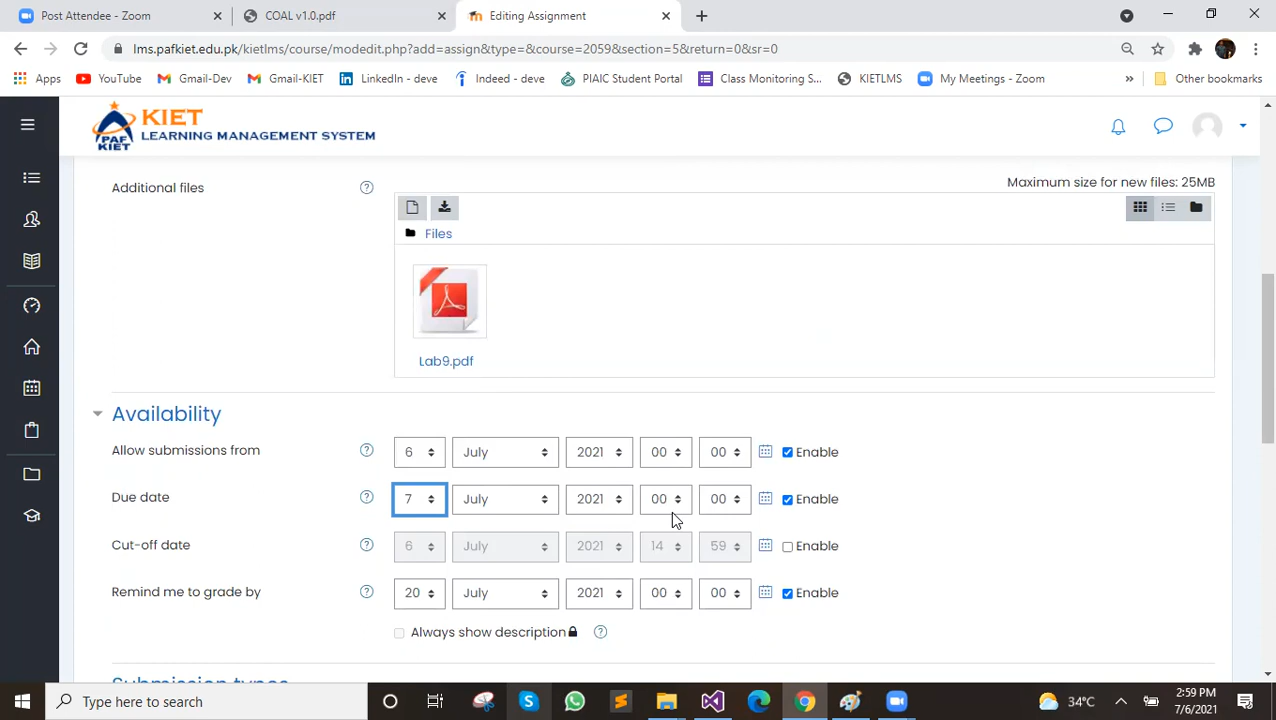 Post Attendee - Zoom
COAL v1.0.pdf
Editing Assignment
lms.pafkiet.edu.pk/kietlms/course/modedit.php?add=assign&type=&course=2059&section=5&return=0&sr=0
Apps
YouTube
Gmail-Dev
Gmail-KIET
LinkedIn - deve
Indeed - deve
PIAIC Student Portal
Class Monitoring S...
KIETLMS
My Meetings - Zoom
»
Other bookmarks
PAF KIET
KIET
LEARNING MANAGEMENT SYSTEM
Additional files
Maximum size for new files: 25MB
Files
Lab9.pdf
Availability
Allow submissions from 6 July 2021 00 00 Enable
Due date 7 July 2021 00 00 Enable
Cut-off date 6 July 2021 14 59 Enable
Remind me to grade by 20 July 2021 00 00 Enable
Always show description
Type here to search
34°C
2:59 PM
7/6/2021